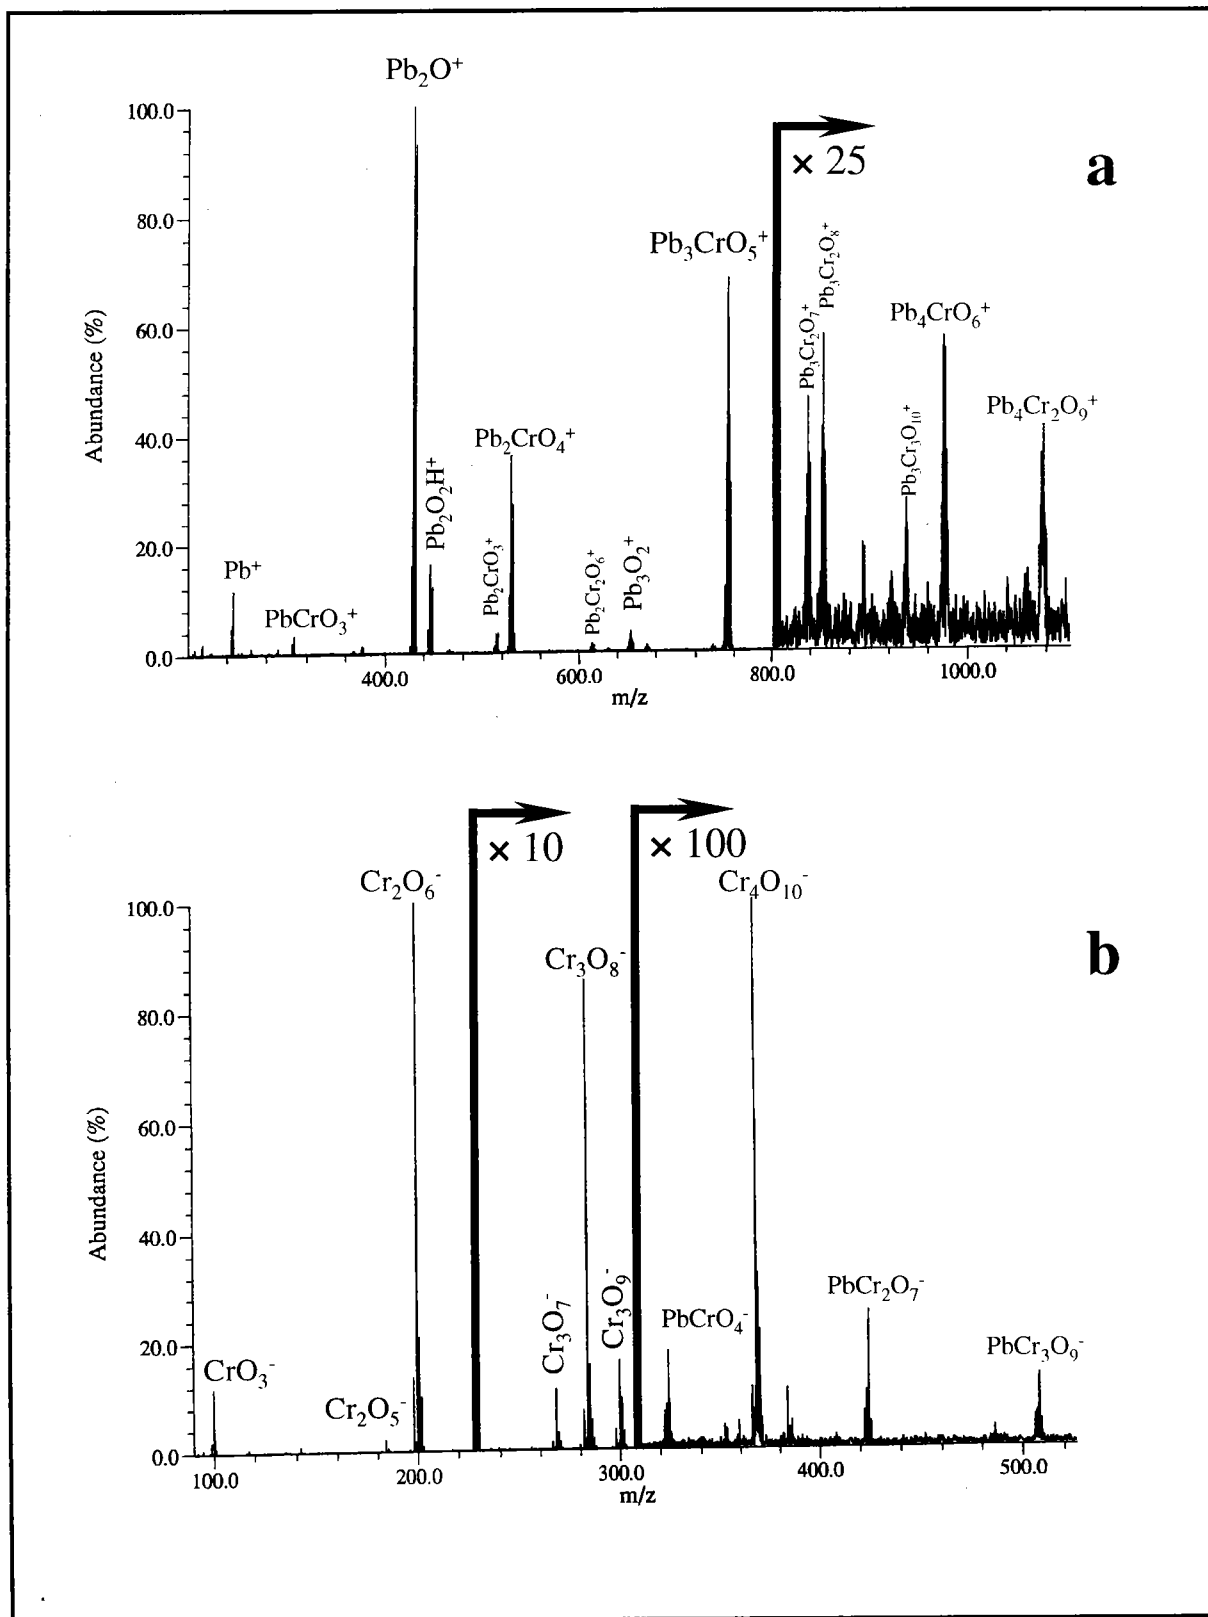 Pb₂O⁺
100.0
× 25
a
80.0
Pb₃CrO₅⁺
Pb₃Cr₂O₇⁺
Pb₃Cr₂O₈⁺
Pb₄CrO₆⁺
60.0
Abundance (%)
Pb₂CrO₄⁺
Pb₃Cr₃O₁₀⁺
Pb₄Cr₂O₉⁺
40.0
Pb₂O₂H⁺
Pb₂CrO₃⁺
Pb₂Cr₂O₆⁺
Pb₃O₂⁺
20.0
Pb⁺
PbCrO₃⁺
0.0
400.0 600.0 800.0 1000.0
m/z
× 10
× 100
Cr₂O₆⁻
Cr₄O₁₀⁻
100.0
b
Cr₃O₈⁻
80.0
60.0
Abundance (%)
40.0
Cr₃O₇⁻
Cr₃O₉⁻
PbCrO₄⁻
PbCr₂O₇⁻
20.0
CrO₃⁻
PbCr₃O₉⁻
Cr₂O₅⁻
0.0
100.0 200.0 300.0 400.0 500.0
m/z